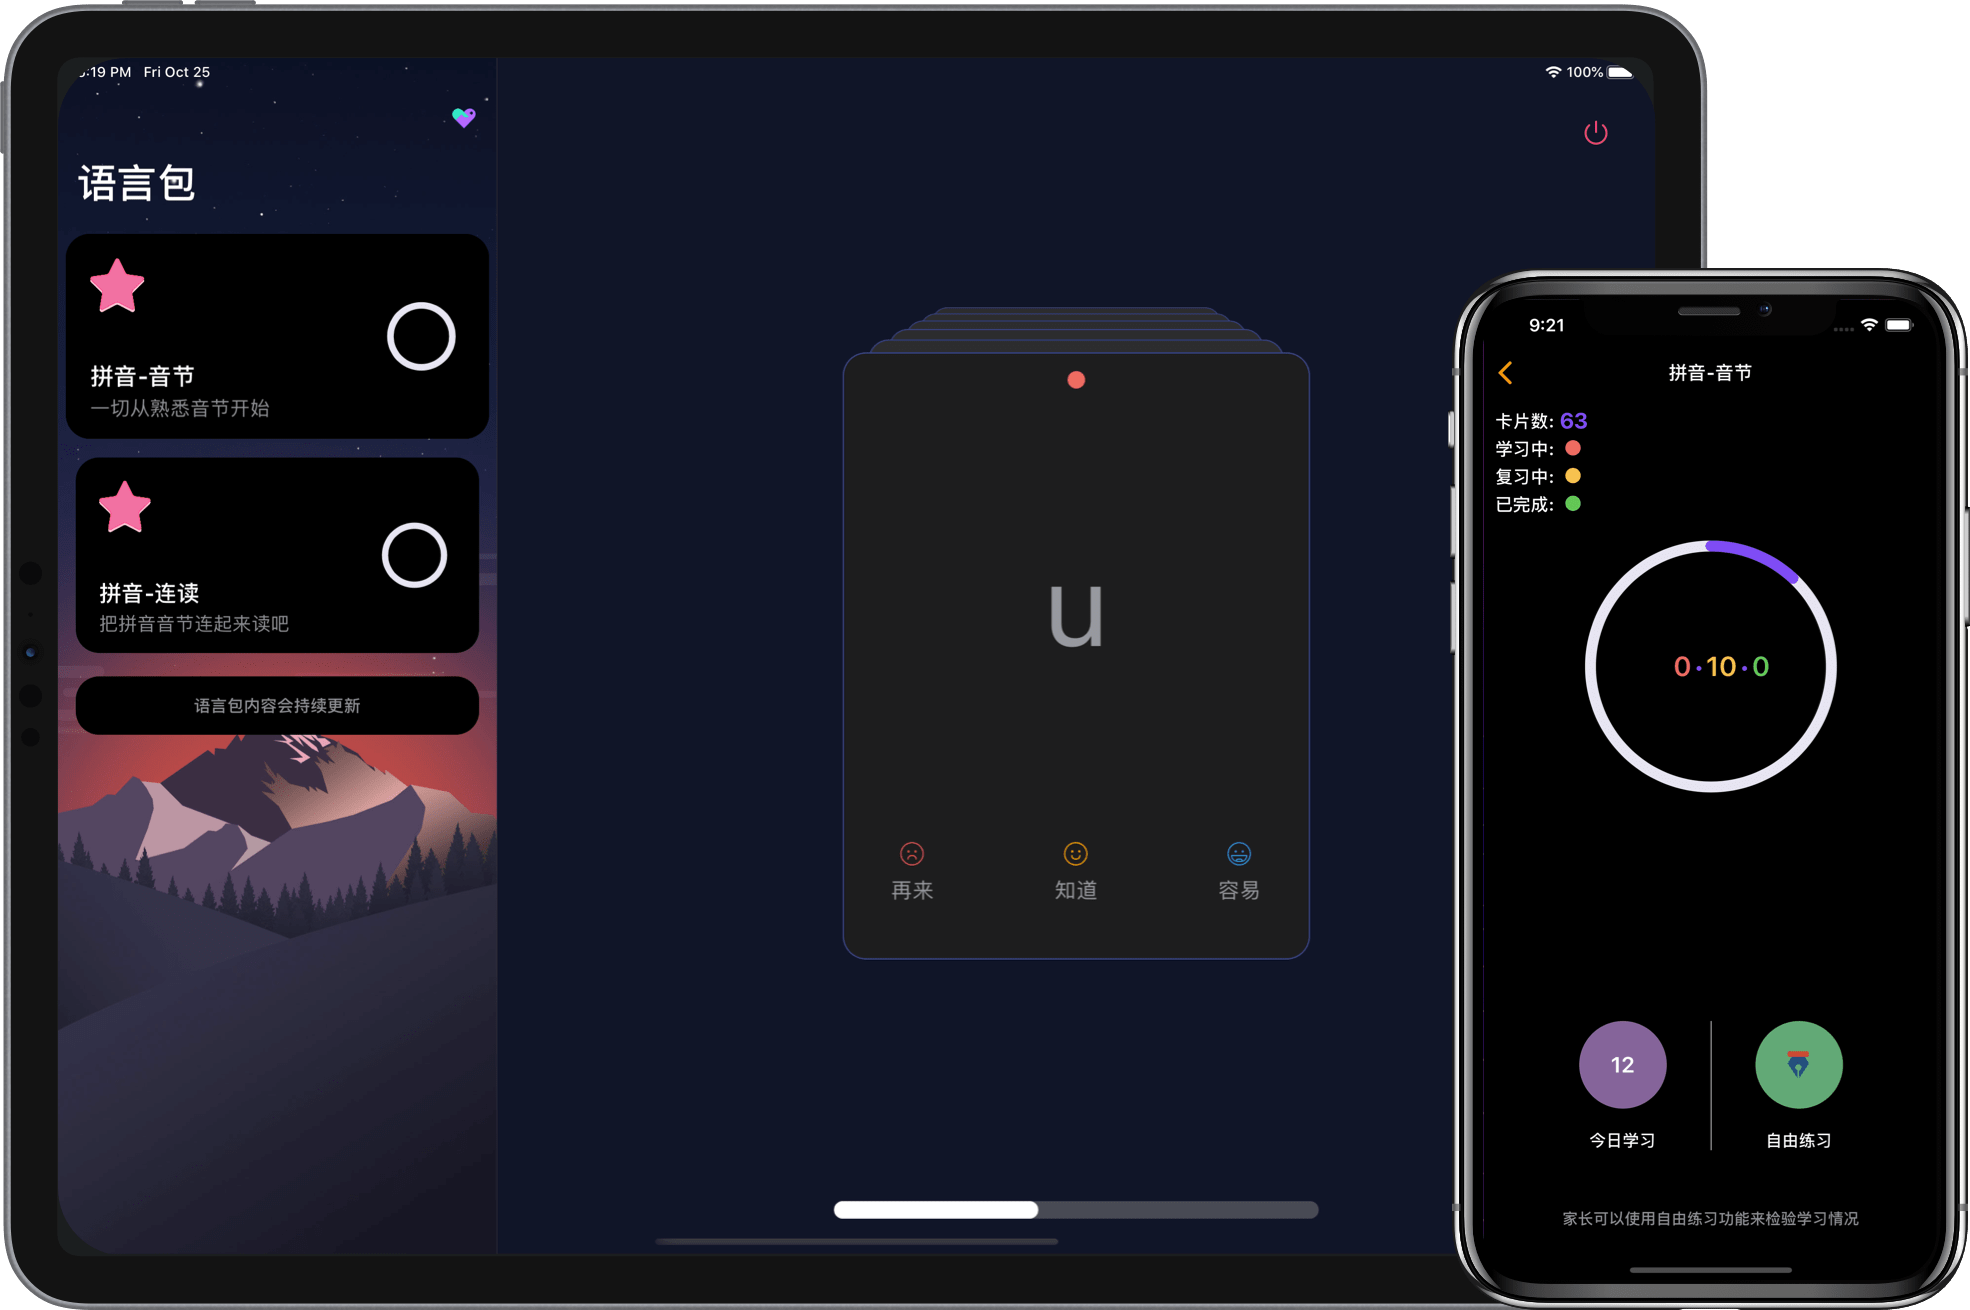 :19 PM Fri Oct 25
100%
语言包
拼音-音节
一切从熟悉音节开始
拼音-连读
把拼音音节连起来读吧
语言包内容会持续更新
u
再来
知道
容易
9:21
拼音-音节
卡片数: 63
学习中:
复习中:
已完成:
0·10·0
12
今日学习
自由练习
家长可以使用自由练习功能来检验学习情况